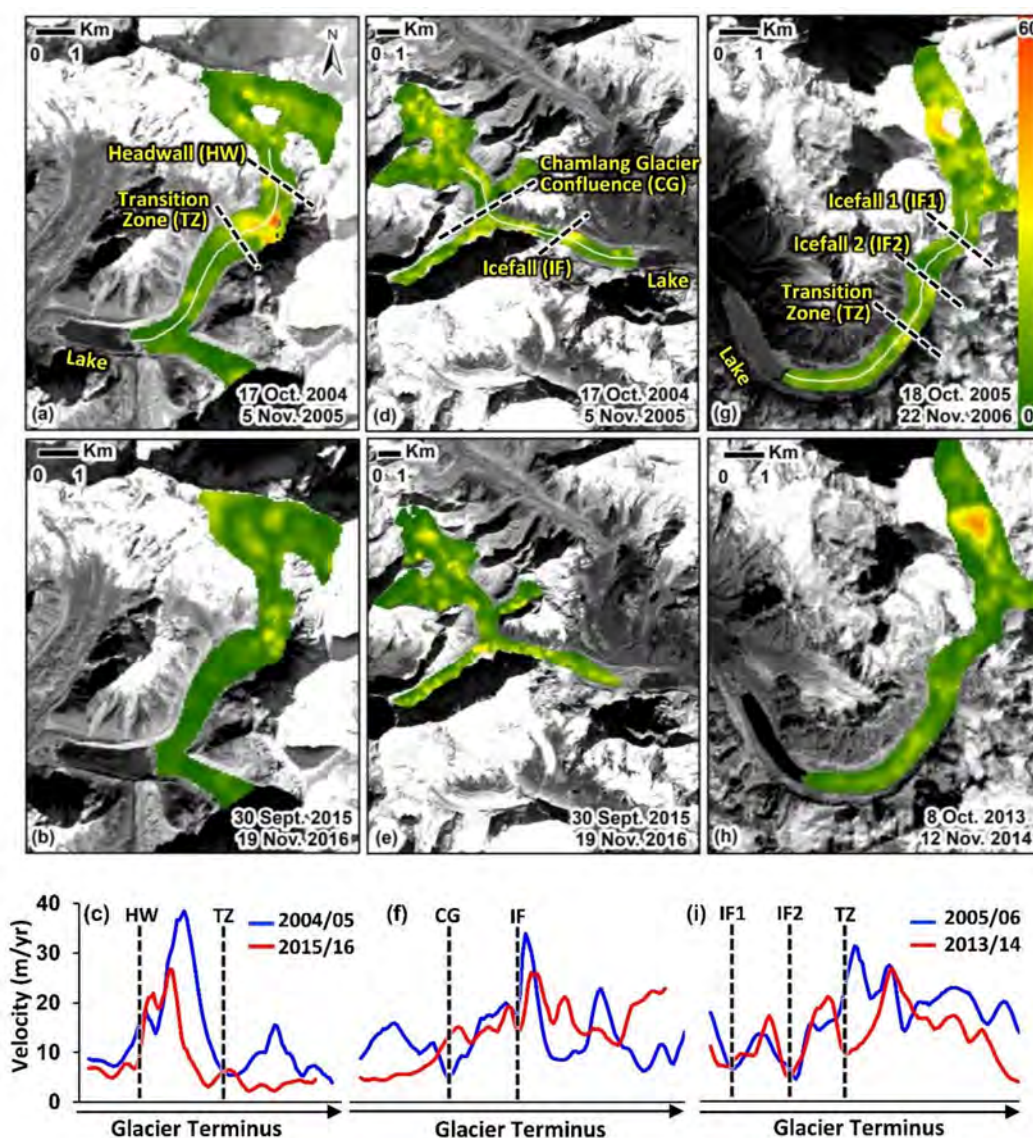 Km
0 1
N
Headwall (HW)
Transition
Zone (TZ)
Lake
17 Oct. 2004
5 Nov. 2005
(a)
Km
0 1
Chamlang Glacier
Confluence (CG)
Icefall (IF)
Lake
17 Oct. 2004
5 Nov. 2005
(d)
Km
0 1
Icefall 1 (IF1)
Icefall 2 (IF2)
Transition
Zone (TZ)
Lake
18 Oct. 2005
22 Nov. 2006
(g)
60
0
Km
0 1
30 Sept. 2015
19 Nov. 2016
(b)
Km
0 1
30 Sept. 2015
19 Nov. 2016
(e)
Km
0 1
8 Oct. 2013
12 Nov. 2014
(h)
Velocity (m/yr)
40
30
20
10
0
(c) HW TZ
2004/05
2015/16
Glacier Terminus
(f) CG IF
Glacier Terminus
(i) IF1 IF2 TZ
2005/06
2013/14
Glacier Terminus